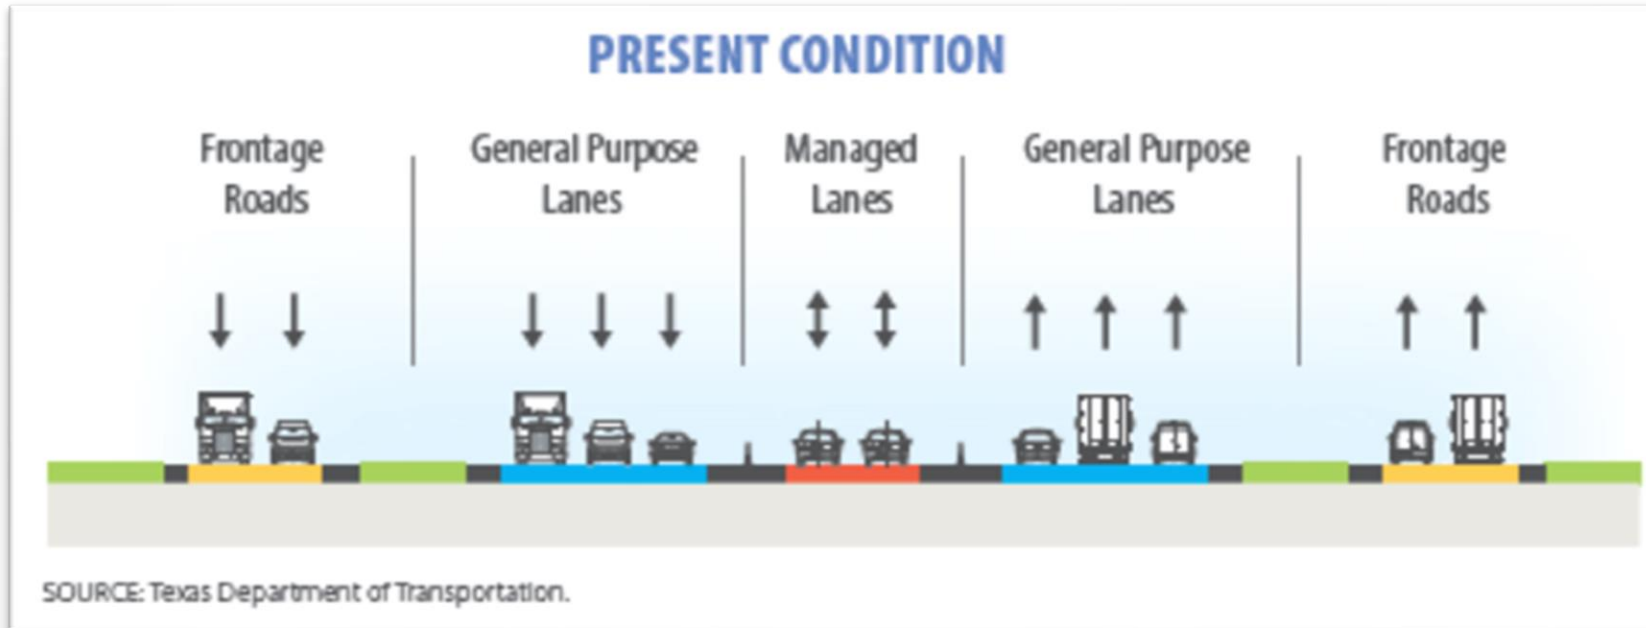 PRESENT CONDITION
Frontage
Roads
General Purpose
Lanes
Managed
Lanes
General Purpose
Lanes
Frontage
Roads
SOURCE: Texas Department of Transportation.